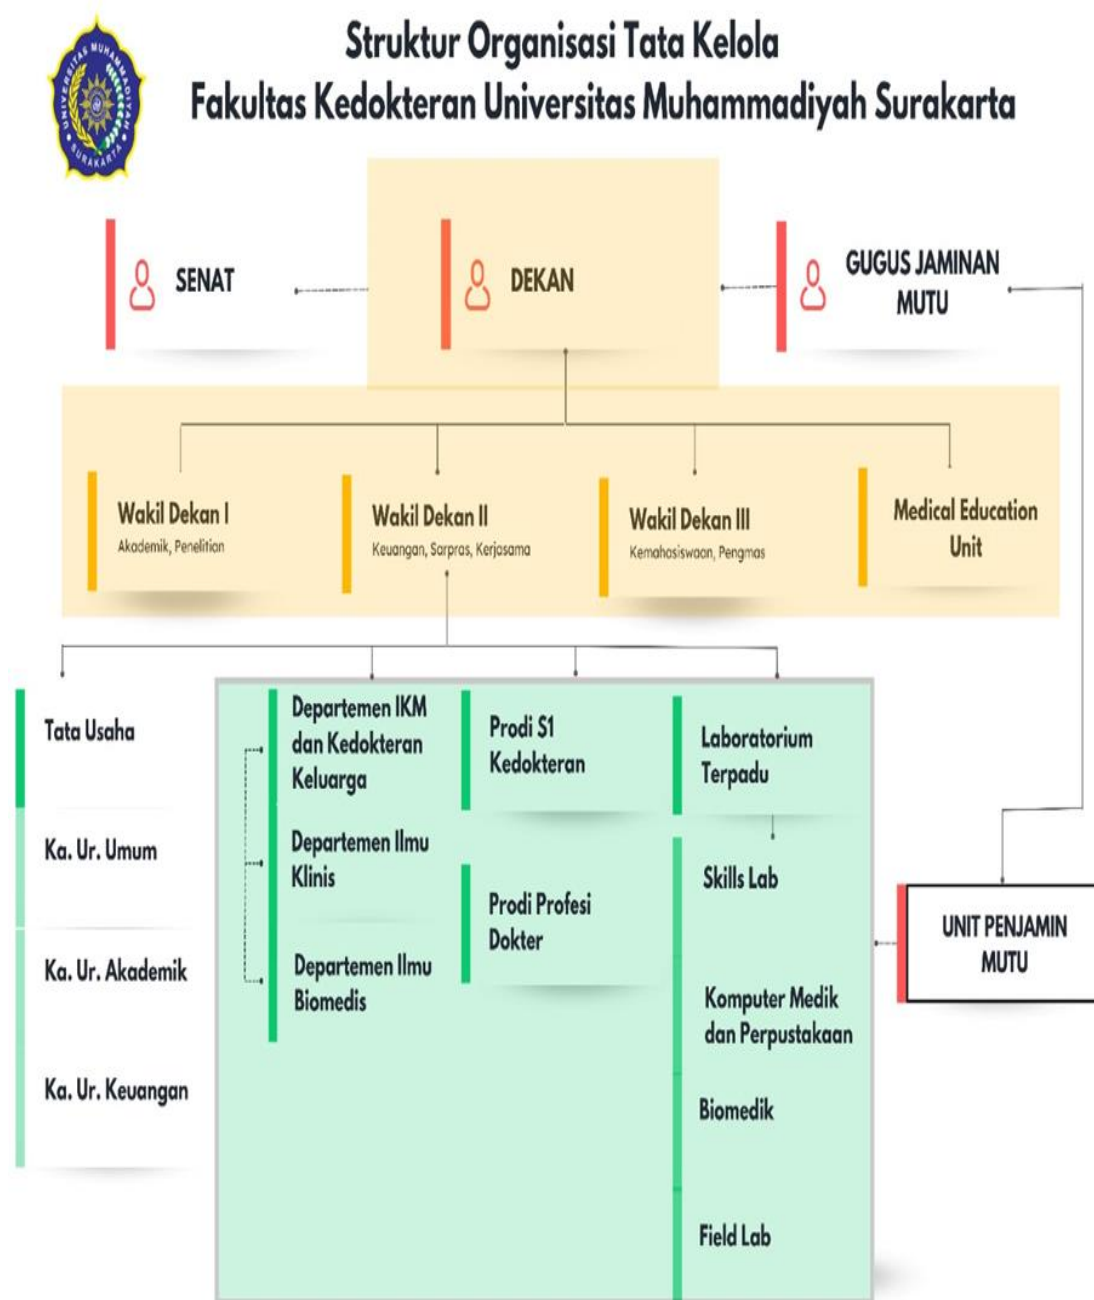 Struktur Organisasi Tata Kelola
Fakultas Kedokteran Universitas Muhammadiyah Surakarta
UNIVERSITAS MUHAMMADIYAH
SURAKARTA
SENAT
DEKAN
GUGUS JAMINAN
MUTU
Wakil Dekan I
Akademik, Penelitian
Wakil Dekan II
Keuangan, Sarpras, Kerjasama
Wakil Dekan III
Kemahasiswaan, Pengmas
Medical Education
Unit
Tata Usaha
Ka. Ur. Umum
Ka. Ur. Akademik
Ka. Ur. Keuangan
Departemen IKM
dan Kedokteran
Keluarga
Departemen Ilmu
Klinis
Departemen Ilmu
Biomedis
Prodi S1
Kedokteran
Prodi Profesi
Dokter
Laboratorium
Terpadu
Skills Lab
Komputer Medik
dan Perpustakaan
Biomedik
Field Lab
UNIT PENJAMIN
MUTU